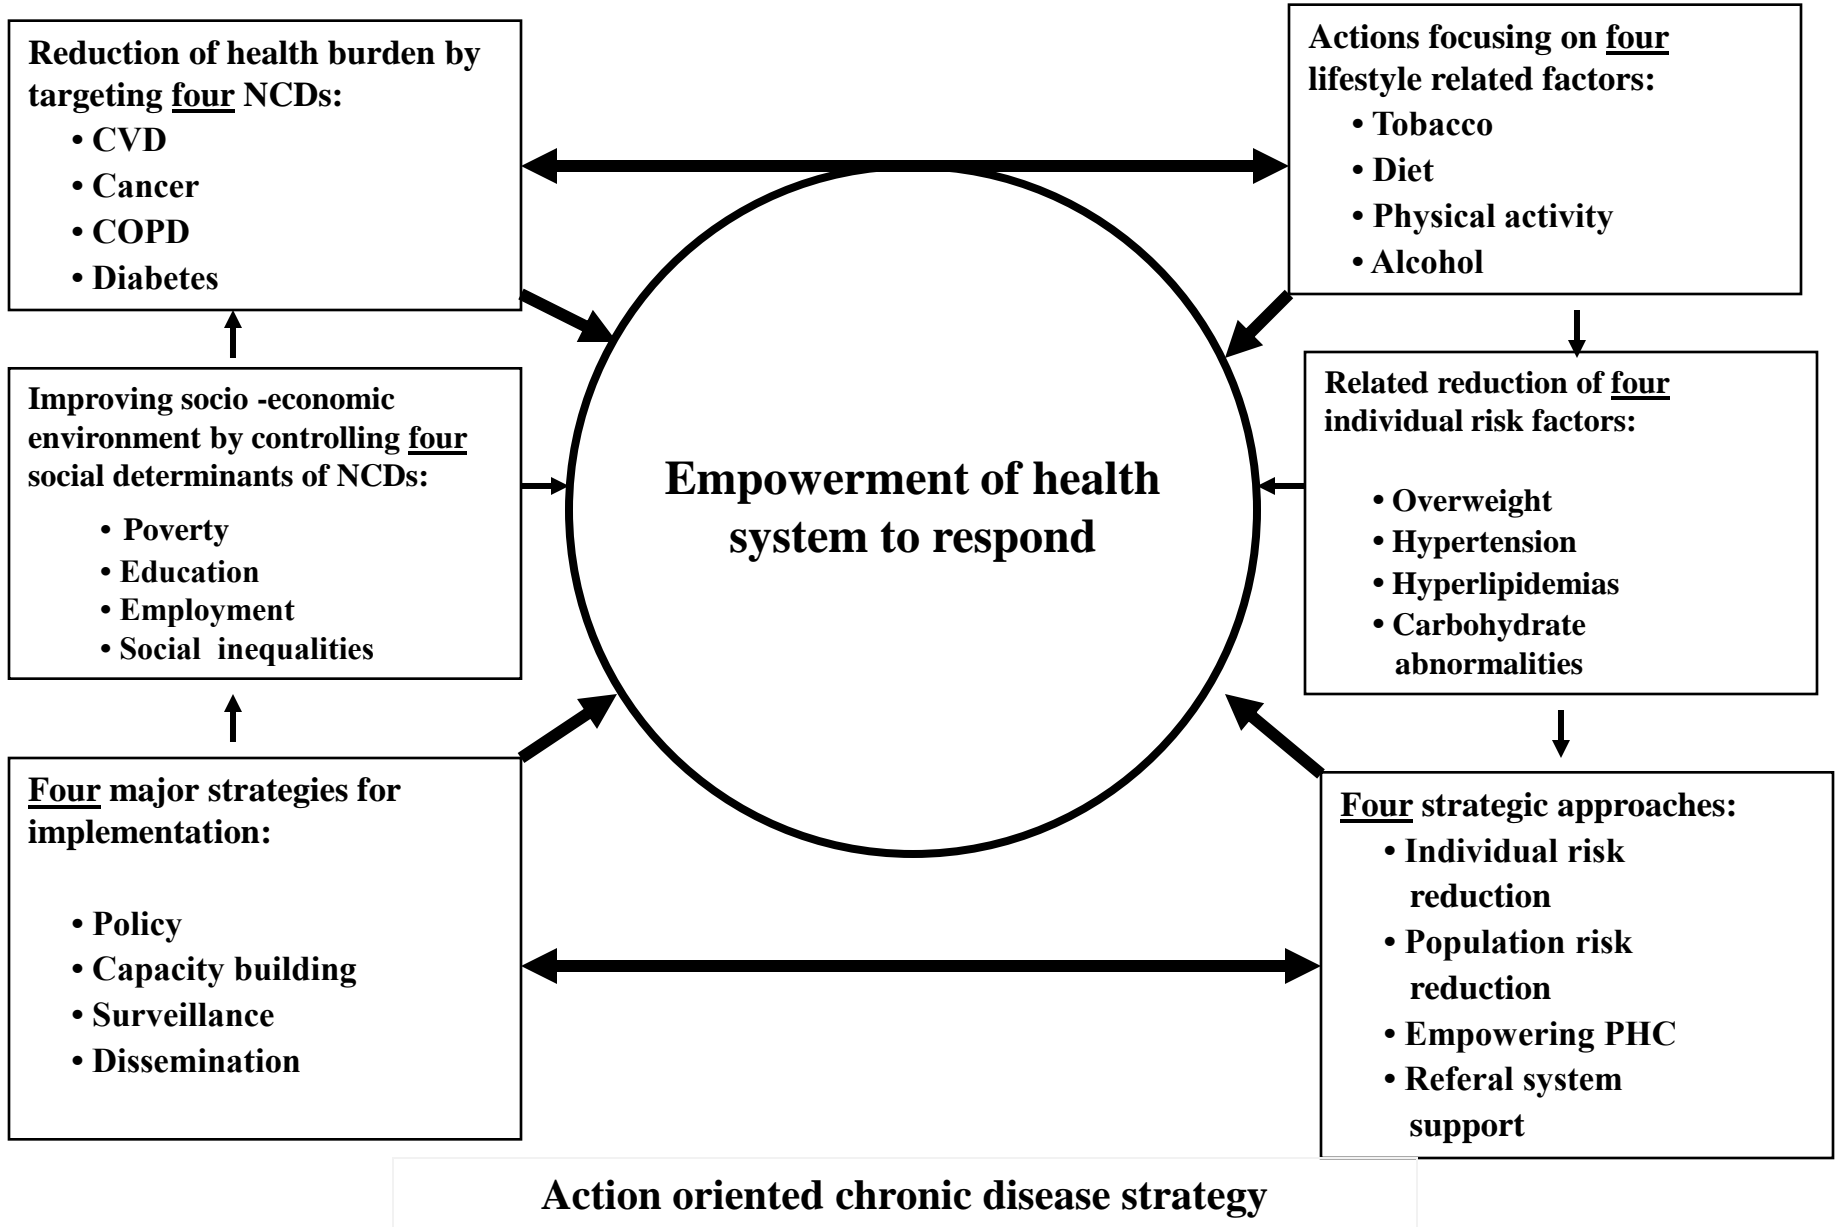 Reduction of health burden by
targeting four NCDs:
• CVD
• Cancer
• COPD
• Diabetes
Actions focusing on four
lifestyle related factors:
• Tobacco
• Diet
• Physical activity
• Alcohol
Improving socio -economic
environment by controlling four
social determinants of NCDs:
• Poverty
• Education
• Employment
• Social inequalities
Empowerment of health
system to respond
Related reduction of four
individual risk factors:
• Overweight
• Hypertension
• Hyperlipidemias
• Carbohydrate
abnormalities
Four major strategies for
implementation:
• Policy
• Capacity building
• Surveillance
• Dissemination
Four strategic approaches:
• Individual risk
reduction
• Population risk
reduction
• Empowering PHC
• Referal system
support
Action oriented chronic disease strategy